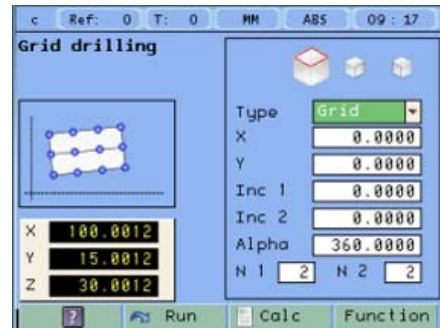 c Ref: 0 T: 0 MM ABS 09 : 17
Grid drilling
Type Grid
X 0.0000
Y 0.0000
Inc 1 0.0000
Inc 2 0.0000
Alpha 360.0000
N 1 2 N 2 2
X 100.0012
Y 15.0012
Z 30.0012
? Run Calc Function